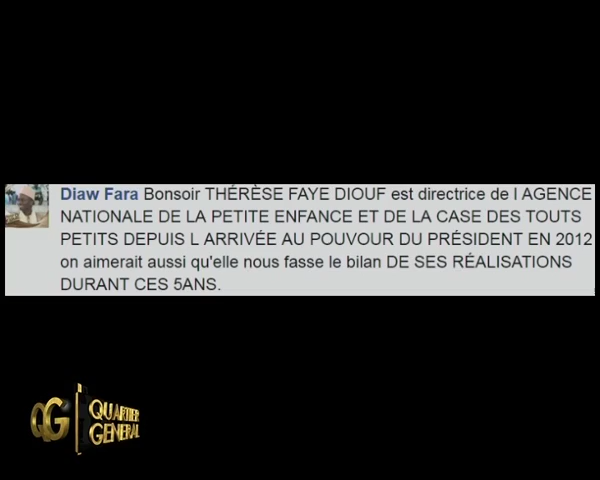 Diaw Fara Bonsoir THÉRÈSE FAYE DIOUF est directrice de l AGENCE
NATIONALE DE LA PETITE ENFANCE ET DE LA CASE DES TOUTS
PETITS DEPUIS L ARRIVÉE AU POUVOUR DU PRÉSIDENT EN 2012
on aimerait aussi qu'elle nous fasse le bilan DE SES RÉALISATIONS
DURANT CES 5ANS.
QG
QUARTIER
GENERAL